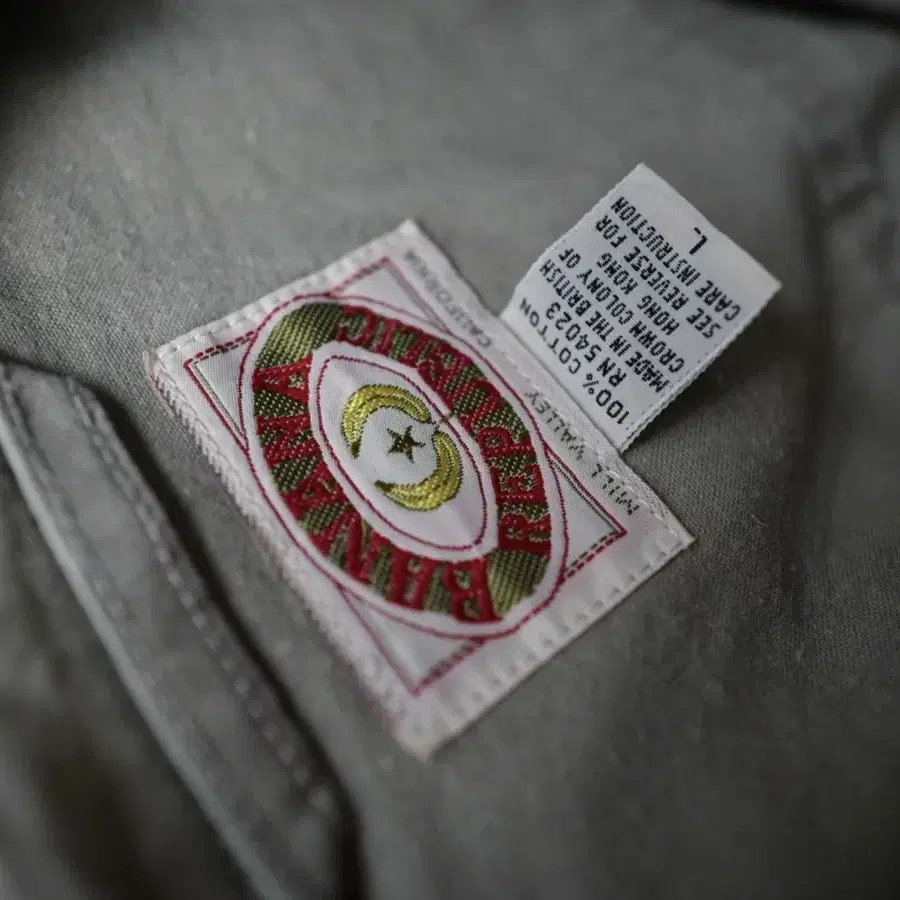 BANANA REPUBLIC
MILL VALLEY CALIFORNIA
100% COTTON
RN 54023
MADE IN THE BRITISH
CROWN COLONY OF
HONG KONG
SEE REVERSE FOR
CARE INSTRUCTION
L